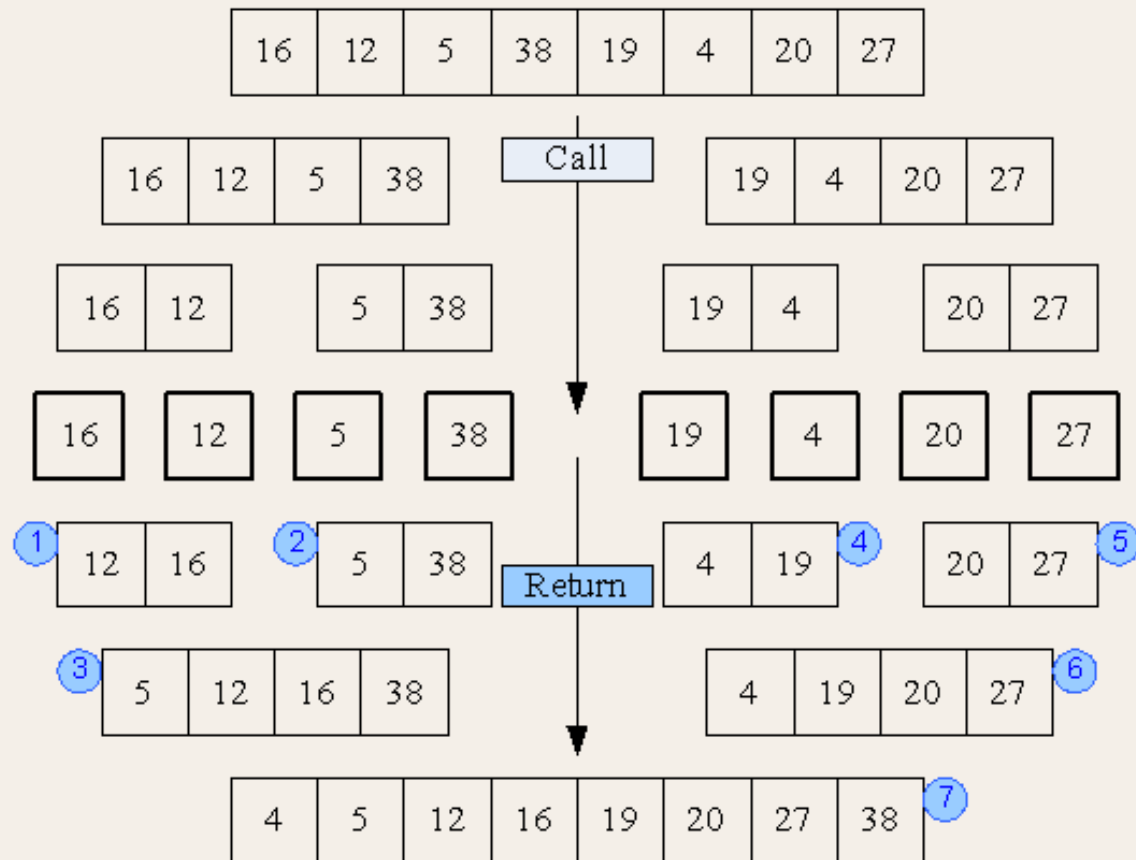 16 12 5 38 19 4 20 27
Call
16 12 5 38 19 4 20 27
16 12 5 38 19 4 20 27
16 12 5 38 19 4 20 27
1 2 4 5
12 16 5 38 4 19 20 27
Return
3 6
5 12 16 38 4 19 20 27
7
4 5 12 16 19 20 27 38